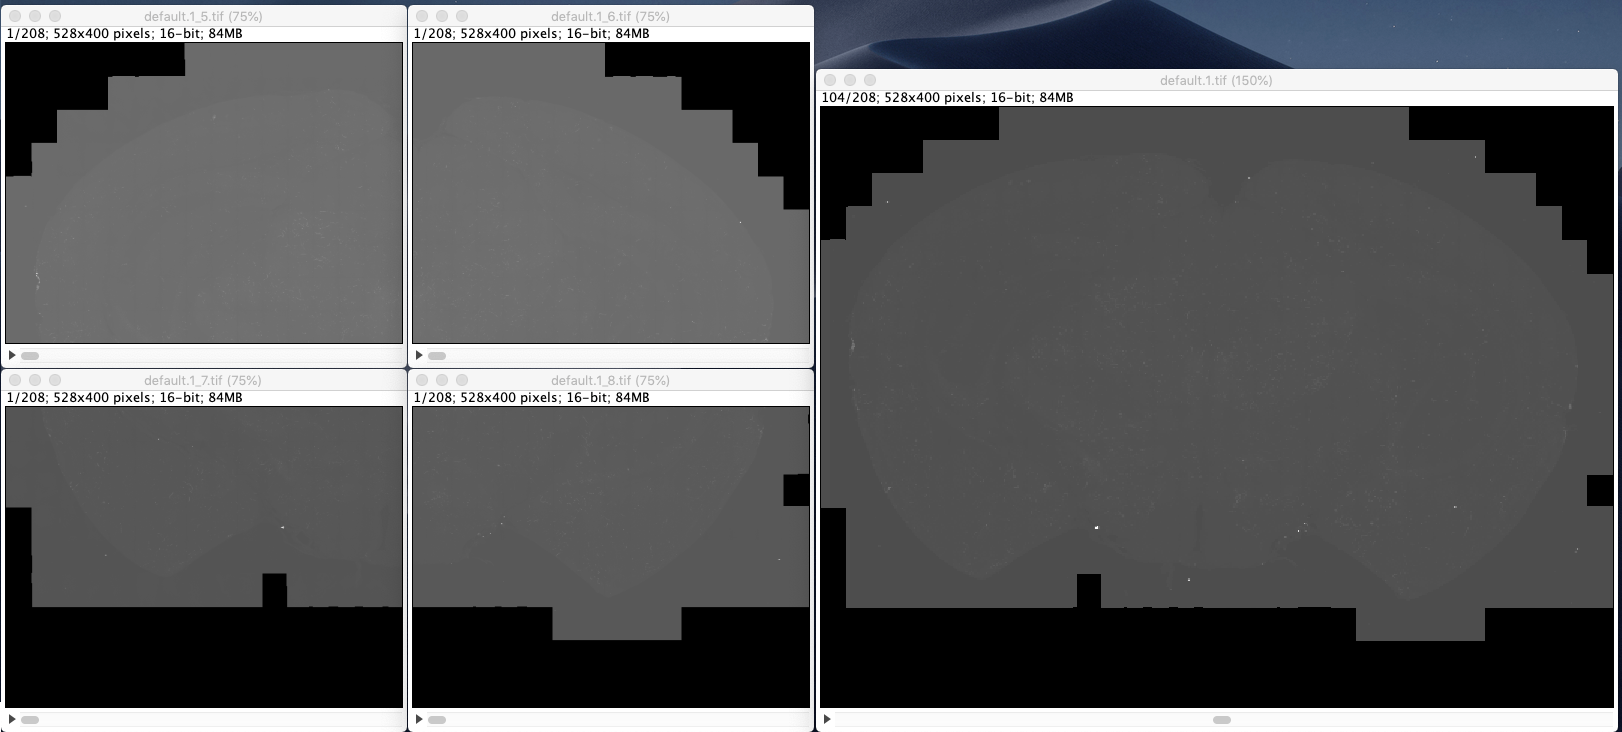 default.1_5.tif (75%)
1/208; 528x400 pixels; 16-bit; 84MB
default.1_6.tif (75%)
1/208; 528x400 pixels; 16-bit; 84MB
default.1_7.tif (75%)
1/208; 528x400 pixels; 16-bit; 84MB
default.1_8.tif (75%)
1/208; 528x400 pixels; 16-bit; 84MB
default.1.tif (150%)
104/208; 528x400 pixels; 16-bit; 84MB